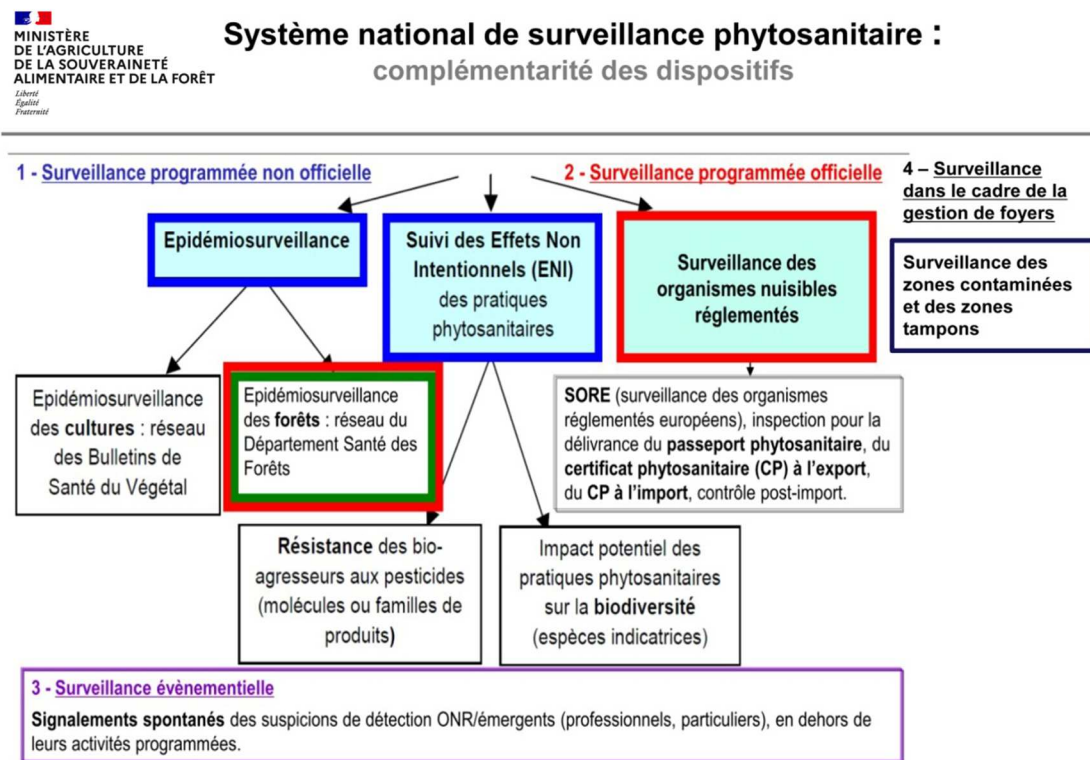 MINISTÈRE
DE L'AGRICULTURE
DE LA SOUVERAINETÉ
ALIMENTAIRE ET DE LA FORÊT
Liberté
Égalité
Fraternité
Système national de surveillance phytosanitaire :
complémentarité des dispositifs
1 - Surveillance programmée non officielle
2 - Surveillance programmée officielle
4 – Surveillance
dans le cadre de la
gestion de foyers
Epidémiosurveillance
Suivi des Effets Non
Intentionnels (ENI)
des pratiques
phytosanitaires
Surveillance des
organismes nuisibles
réglementés
Surveillance des
zones contaminées
et des zones
tampons
Epidémiosurveillance
des cultures : réseau
des Bulletins de
Santé du Végétal
Epidémiosurveillance
des forêts : réseau du
Département Santé des
Forêts
SORE (surveillance des organismes
réglementés européens), inspection pour la
délivrance du passeport phytosanitaire, du
certificat phytosanitaire (CP) à l'export,
du CP à l'import, contrôle post-import.
Résistance des bio-
agresseurs aux pesticides
(molécules ou familles de
produits)
Impact potentiel des
pratiques phytosanitaires
sur la biodiversité
(espèces indicatrices)
3 - Surveillance évènementielle
Signalements spontanés des suspicions de détection ONR/émergents (professionnels, particuliers), en dehors de
leurs activités programmées.